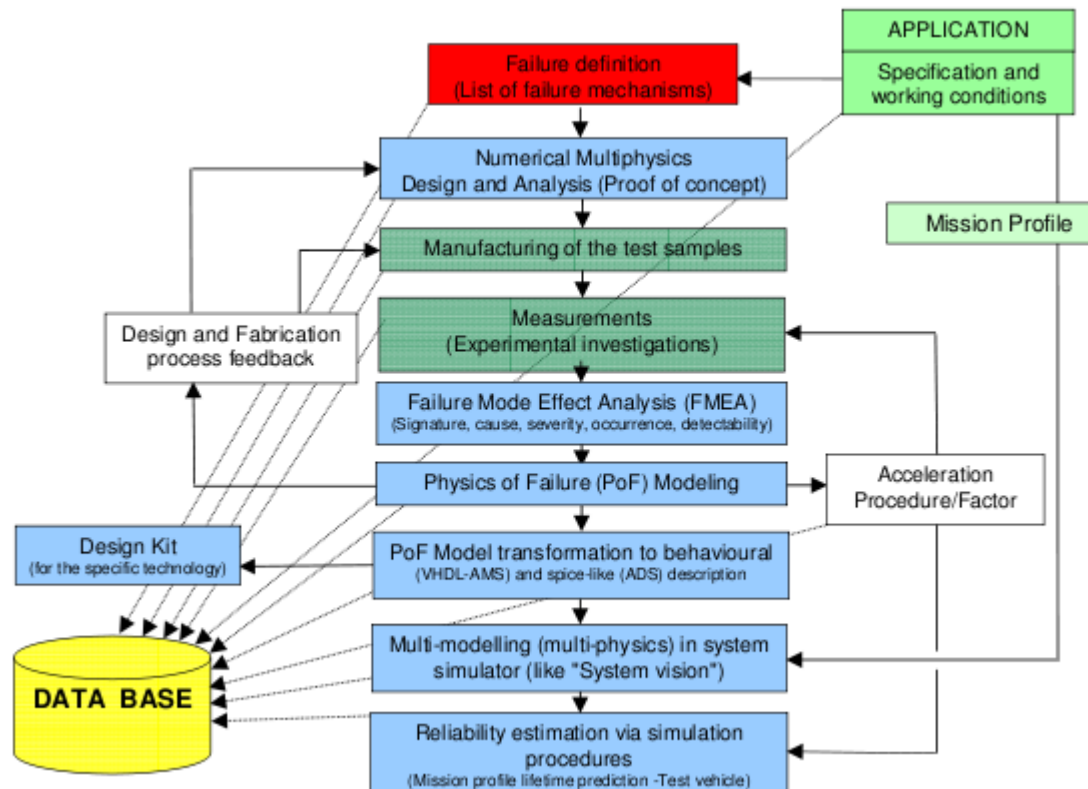 APPLICATION
Specification and
working conditions
Failure definition
(List of failure mechanisms)
Numerical Multiphysics
Design and Analysis (Proof of concept)
Mission Profile
Manufacturing of the test samples
Measurements
(Experimental investigations)
Design and Fabrication
process feedback
Failure Mode Effect Analysis (FMEA)
(Signature, cause, severity, occurrence, detectability)
Physics of Failure (PoF) Modeling
Acceleration
Procedure/Factor
Design Kit
(for the specific technology)
PoF Model transformation to behavioural
(VHDL-AMS) and spice-like (ADS) description
Multi-modelling (multi-physics) in system
simulator (like "System vision")
DATA BASE
Reliability estimation via simulation
procedures
(Mission profile lifetime prediction -Test vehicle)